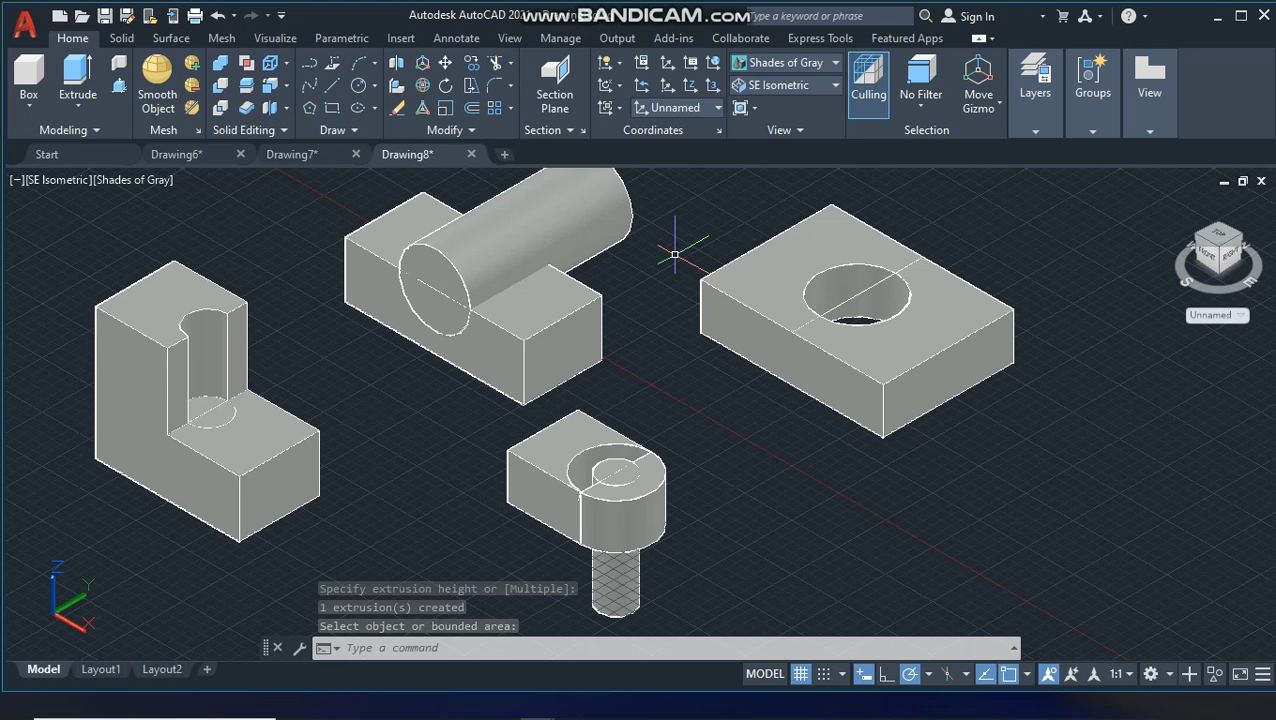 Autodesk AutoCAD 202
www.BANDICAM.com
Type a keyword or phrase
Sign In
Home
Solid
Surface
Mesh
Visualize
Parametric
Insert
Annotate
View
Manage
Output
Add-ins
Collaborate
Express Tools
Featured Apps
Shades of Gray
SE Isometric
Unnamed
Box
Extrude
Smooth
Object
Section
Plane
Culling
No Filter
Move
Gizmo
Layers
Groups
View
Modeling
Mesh
Solid Editing
Draw
Modify
Section
Coordinates
View
Selection
Start
Drawing6*
Drawing7*
Drawing8*
[−][SE Isometric][Shades of Gray]
TOP
RIGHT
S
E
Unnamed
Z
Y
X
Specify extrusion height or [Multiple]:
1 extrusion(s) created
Select object or bounded area:
Type a command
Model
Layout1
Layout2
MODEL
1:1